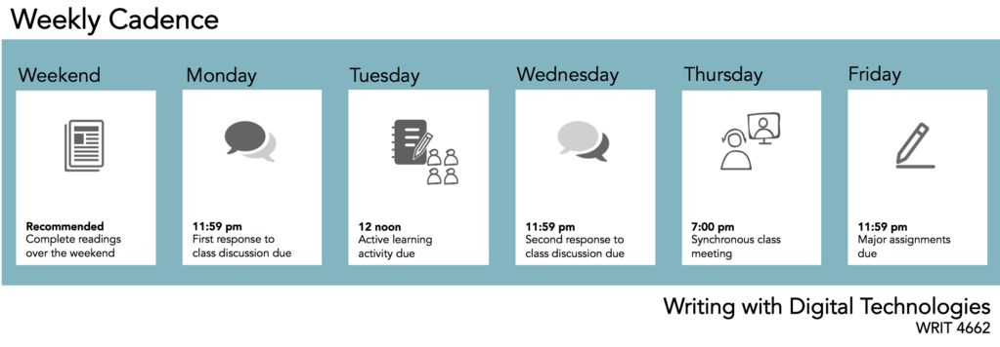 Weekly Cadence
Weekend
Recommended
Complete readings
over the weekend
Monday
11:59 pm
First response to
class discussion due
Tuesday
12 noon
Active learning
activity due
Wednesday
11:59 pm
Second response to
class discussion due
Thursday
7:00 pm
Synchronous class
meeting
Friday
11:59 pm
Major assignments
due
Writing with Digital Technologies
WRIT 4662